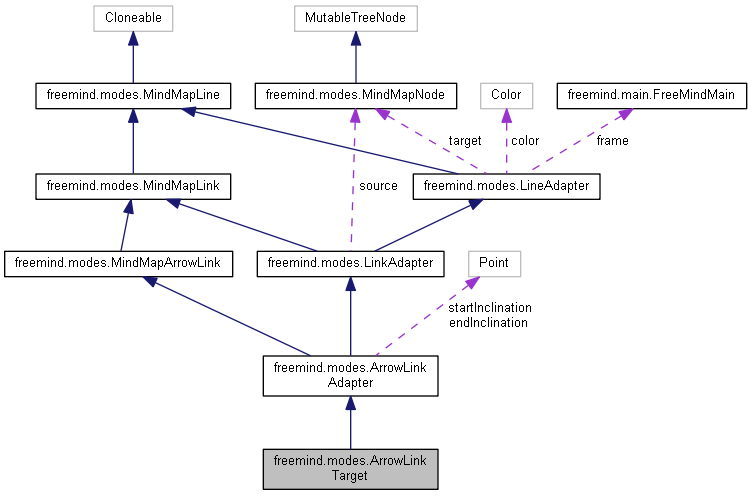 Cloneable
MutableTreeNode
freemind.modes.MindMapLine
freemind.modes.MindMapNode
Color
freemind.main.FreeMindMain
target
color
frame
freemind.modes.MindMapLink
source
freemind.modes.LineAdapter
freemind.modes.MindMapArrowLink
freemind.modes.LinkAdapter
Point
startInclination
endInclination
freemind.modes.ArrowLink
Adapter
freemind.modes.ArrowLink
Target